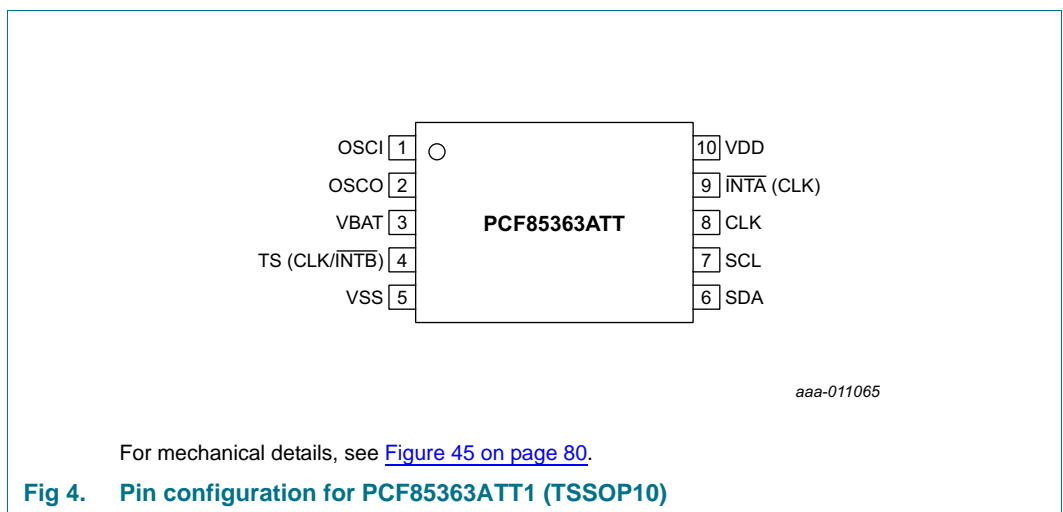 OSCI 1
OSCO 2
VBAT 3
TS (CLK/INTB) 4
VSS 5
PCF85363ATT
10 VDD
9 INTA (CLK)
8 CLK
7 SCL
6 SDA
aaa-011065
For mechanical details, see Figure 45 on page 80.
Fig 4. Pin configuration for PCF85363ATT1 (TSSOP10)